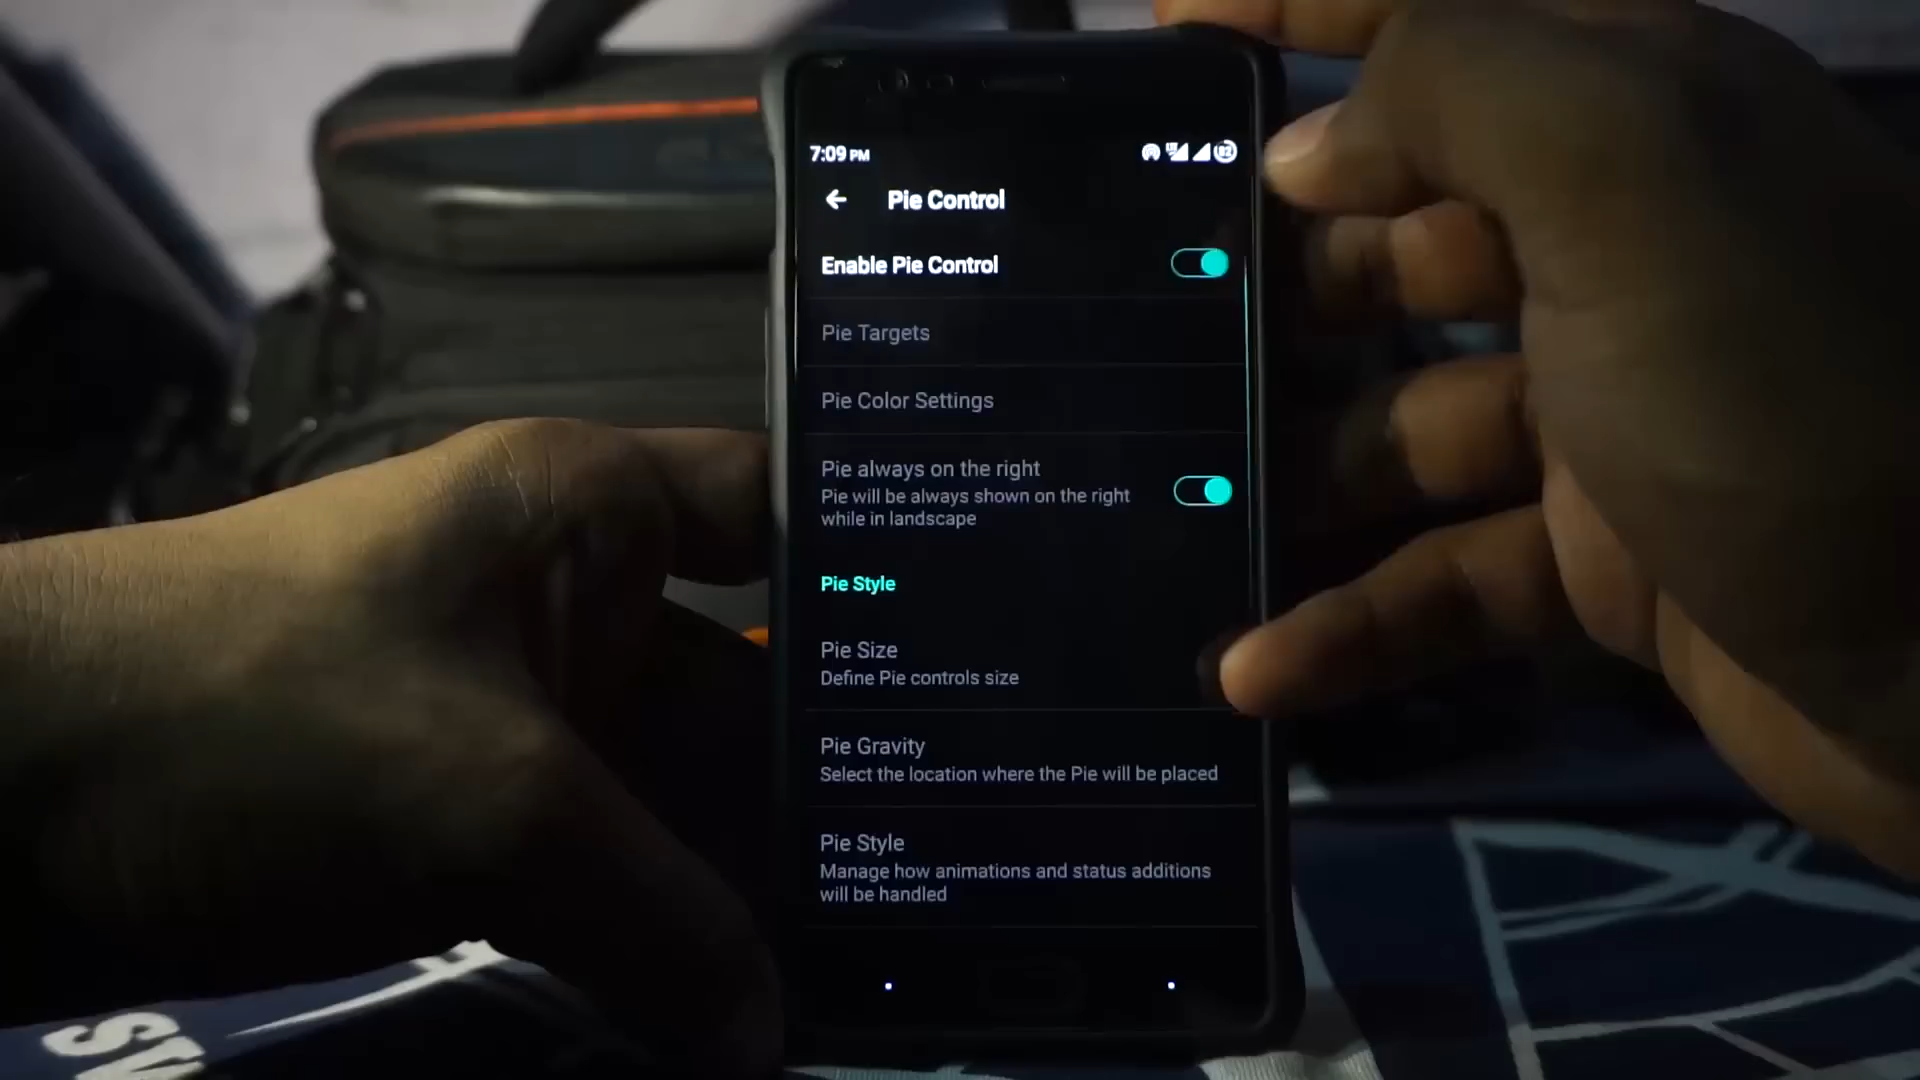 7:09 PM
LTE
82
Pie Control
Enable Pie Control
Pie Targets
Pie Color Settings
Pie always on the right
Pie will be always shown on the right
while in landscape
Pie Style
Pie Size
Define Pie controls size
Pie Gravity
Select the location where the Pie will be placed
Pie Style
Manage how animations and status additions
will be handled